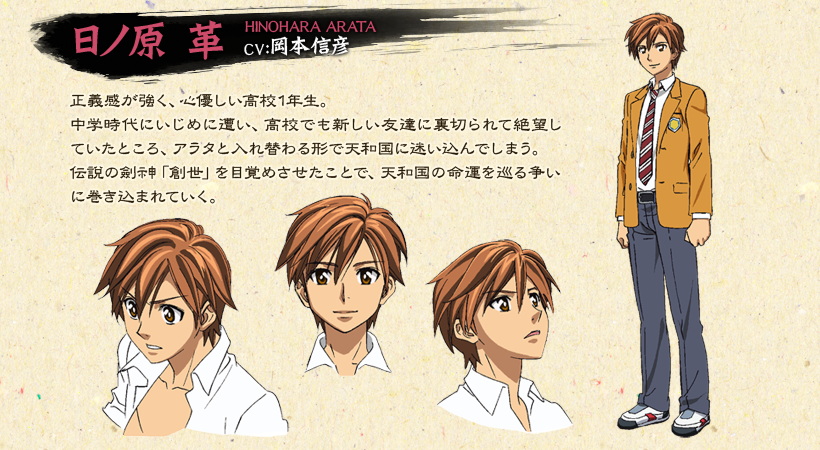 日ノ原 革
HINOHARA ARATA
CV:岡本信彦
正義感が強く、心優しい高校1年生。
中学時代にいじめに遭い、高校でも新しい友達に裏切られて絶望し
ていたところ、アラタと入れ替わる形で天和国に迷い込んでしまう。
伝説の劍神「創世」を目覚めさせたことで、天和国の命運を巡る争い
に巻き込まれていく。